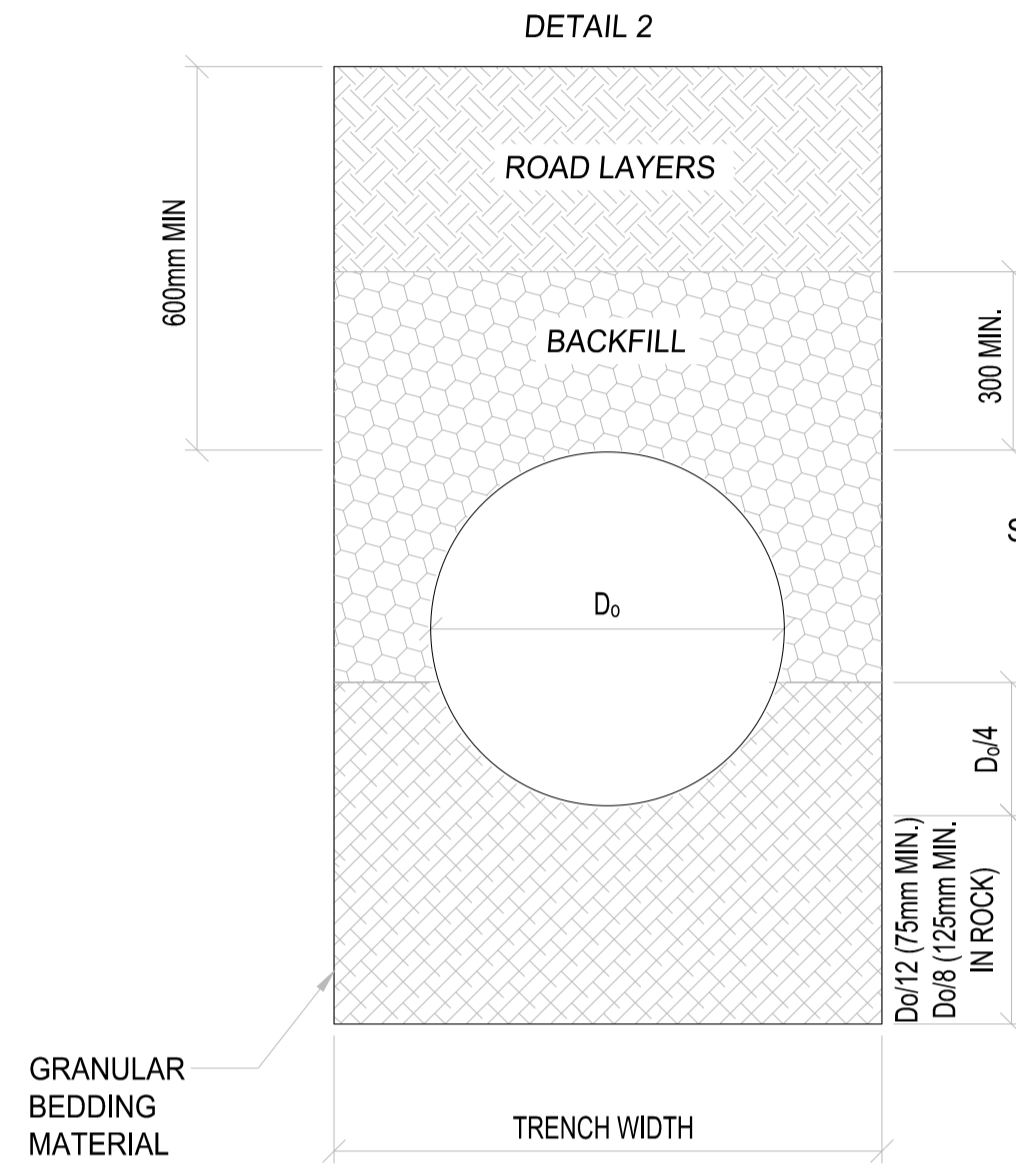 DETAIL 2
600mm MIN
ROAD LAYERS
BACKFILL
300 MIN.
D₀
D₀/4
Do/12 (75mm MIN.)
Do/8 (125mm MIN.
IN ROCK)
GRANULAR
BEDDING
MATERIAL
TRENCH WIDTH